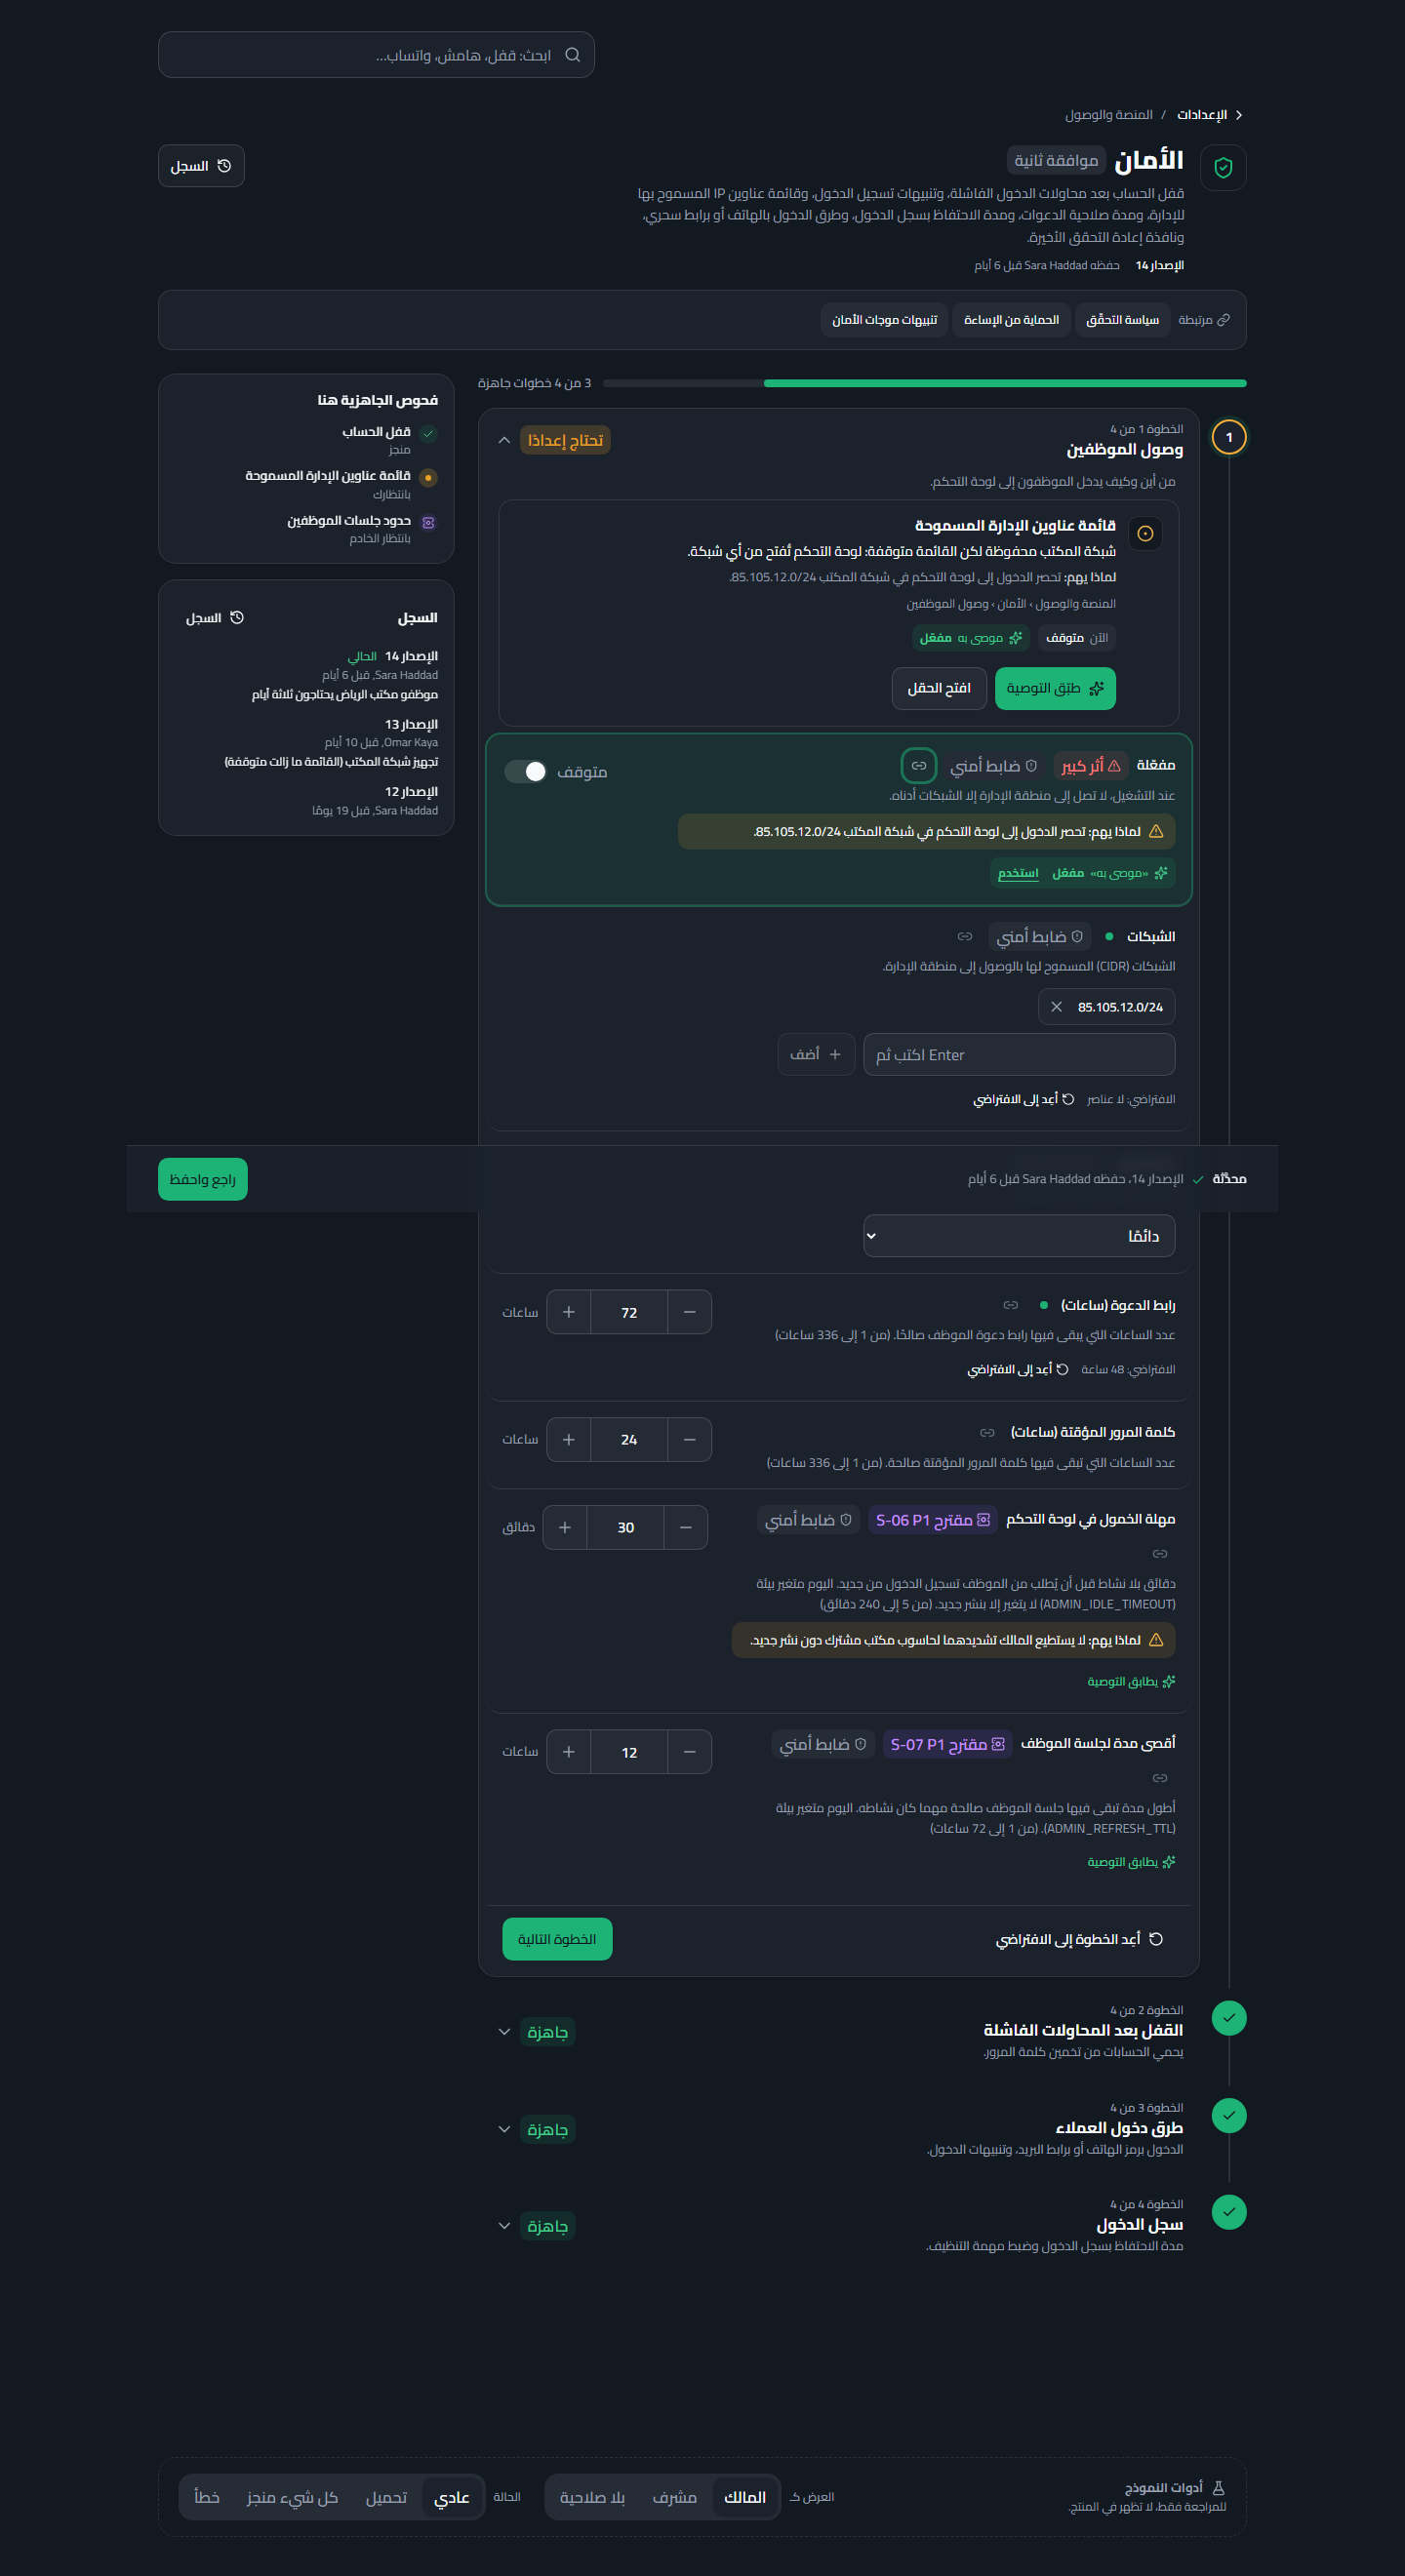 ابحث: قفل، هامش، واتساب...
الإعدادات / المنصة والوصول
الأمان موافقة ثانية
السجل
قفل الحساب بعد محاولات الدخول الفاشلة، وتنبيهات تسجيل الدخول، وقائمة عناوين IP المسموح بها
للإدارة، ومدة صلاحية الدعوات، ومدة الاحتفاظ بسجل الدخول، وطرق الدخول بالهاتف أو برابط سحري،
ونافذة إعادة التحقق الأخيرة.
الإصدار 14 حفظه Sara Haddad قبل 6 أيام
مرتبطة سياسة التحقّق الحماية من الإساءة تنبيهات موجات الأمان
3 من 4 خطوات جاهزة
1
الخطوة 1 من 4
وصول الموظفين
تحتاج إعدادًا
من أين وكيف يدخل الموظفون إلى لوحة التحكم.
قائمة عناوين الإدارة المسموحة
شبكة المكتب محفوظة لكن القائمة متوقفة: لوحة التحكم تُفتح من أي شبكة.
لماذا يهم: تحصر الدخول إلى لوحة التحكم في شبكة المكتب 85.105.12.0/24.
المنصة والوصول › الأمان › وصول الموظفين
الآن متوقف موصى به مفعّل
طبّق التوصية افتح الحقل
مفعّلة أثر كبير ضابط أمني متوقف
عند التشغيل، لا تصل إلى منطقة الإدارة إلا الشبكات أدناه.
لماذا يهم: تحصر الدخول إلى لوحة التحكم في شبكة المكتب 85.105.12.0/24.
«موصى به» مفعّل استخدم
الشبكات ضابط أمني
الشبكات (CIDR) المسموح لها بالوصول إلى منطقة الإدارة.
85.105.12.0/24
اكتب ثم Enter أضف
الافتراضي: لا عناصر أعِد إلى الافتراضي
محدّثة الإصدار 14، حفظه Sara Haddad قبل 6 أيام
راجع واحفظ
دائمًا
رابط الدعوة (ساعات) 72 ساعات
عدد الساعات التي يبقى فيها رابط دعوة الموظف صالحًا. (من 1 إلى 336 ساعات)
الافتراضي: 48 ساعة أعِد إلى الافتراضي
كلمة المرور المؤقتة (ساعات) 24 ساعات
عدد الساعات التي تبقى فيها كلمة المرور المؤقتة صالحة. (من 1 إلى 336 ساعات)
مهلة الخمول في لوحة التحكم مقترح S-06 P1 ضابط أمني 30 دقائق
دقائق بلا نشاط قبل أن يُطلب من الموظف تسجيل الدخول من جديد. اليوم متغير بيئة
(ADMIN_IDLE_TIMEOUT) لا يتغير إلا بنشر جديد. (من 5 إلى 240 دقائق)
لماذا يهم: لا يستطيع المالك تشديدهما لحاسوب مكتب مشترك دون نشر جديد.
يطابق التوصية
أقصى مدة لجلسة الموظف مقترح S-07 P1 ضابط أمني 12 ساعات
أطول مدة تبقى فيها جلسة الموظف صالحة مهما كان نشاطه. اليوم متغير بيئة
(ADMIN_REFRESH_TTL). (من 1 إلى 72 ساعات)
يطابق التوصية
أعِد الخطوة إلى الافتراضي الخطوة التالية
الخطوة 2 من 4
القفل بعد المحاولات الفاشلة
يحمي الحسابات من تخمين كلمة المرور.
جاهزة
الخطوة 3 من 4
طرق دخول العملاء
الدخول برمز الهاتف أو برابط البريد، وتنبيهات الدخول.
جاهزة
الخطوة 4 من 4
سجل الدخول
مدة الاحتفاظ بسجل الدخول وضبط مهمة التنظيف.
جاهزة
فحوص الجاهزية هنا
قفل الحساب
منجز
قائمة عناوين الإدارة المسموحة
بانتظارك
حدود جلسات الموظفين
بانتظار الخادم
السجل السجل
الإصدار 14 الحالي
Sara Haddad, قبل 6 أيام
موظفو مكتب الرياض يحتاجون ثلاثة أيام
الإصدار 13
Omar Kaya, قبل 10 أيام
تجهيز شبكة المكتب (القائمة ما زالت متوقفة)
الإصدار 12
Sara Haddad, قبل 19 يومًا
أدوات النموذج
للمراجعة فقط، لا تظهر في المنتج.
العرض كـ المالك مشرف بلا صلاحية
الحالة عادي تحميل كل شيء منجز خطأ